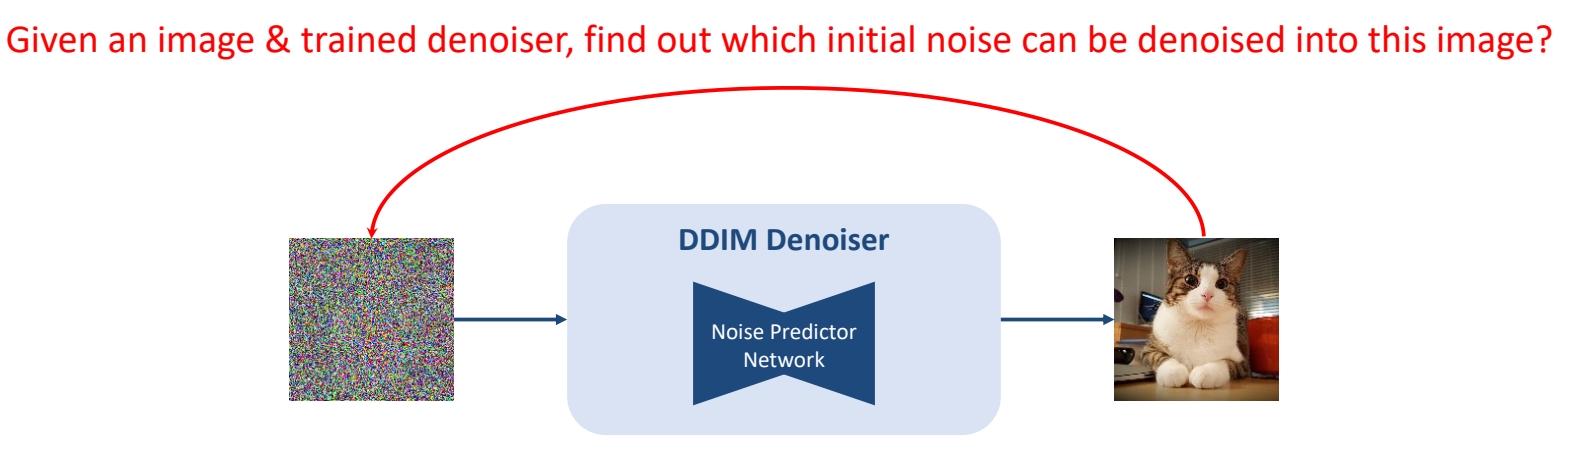 Given an image & trained denoiser, find out which initial noise can be denoised into this image?
DDIM Denoiser
Noise Predictor
Network